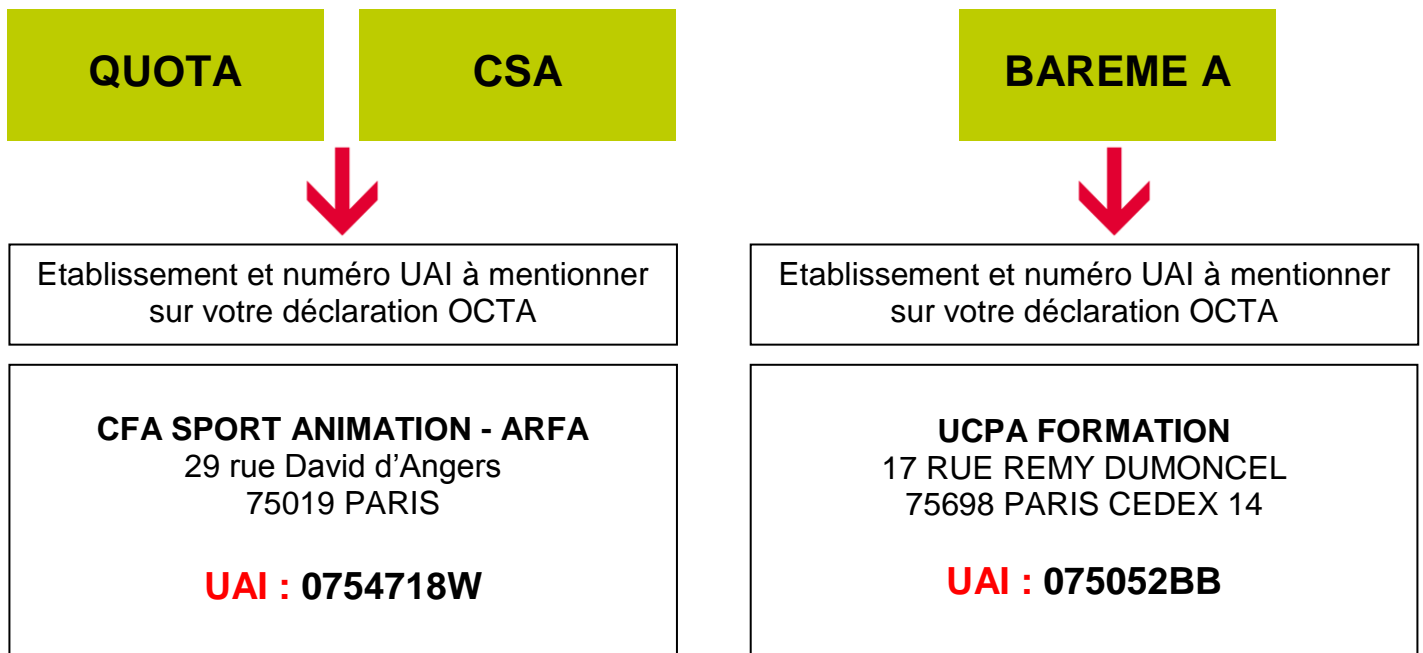 QUOTA
CSA
Etablissement et numéro UAI à mentionner
sur votre déclaration OCTA
CFA SPORT ANIMATION - ARFA
29 rue David d’Angers
75019 PARIS
UAI : 0754718W
BAREME A
Etablissement et numéro UAI à mentionner
sur votre déclaration OCTA
UCPA FORMATION
17 RUE REMY DUMONCEL
75698 PARIS CEDEX 14
UAI : 075052BB